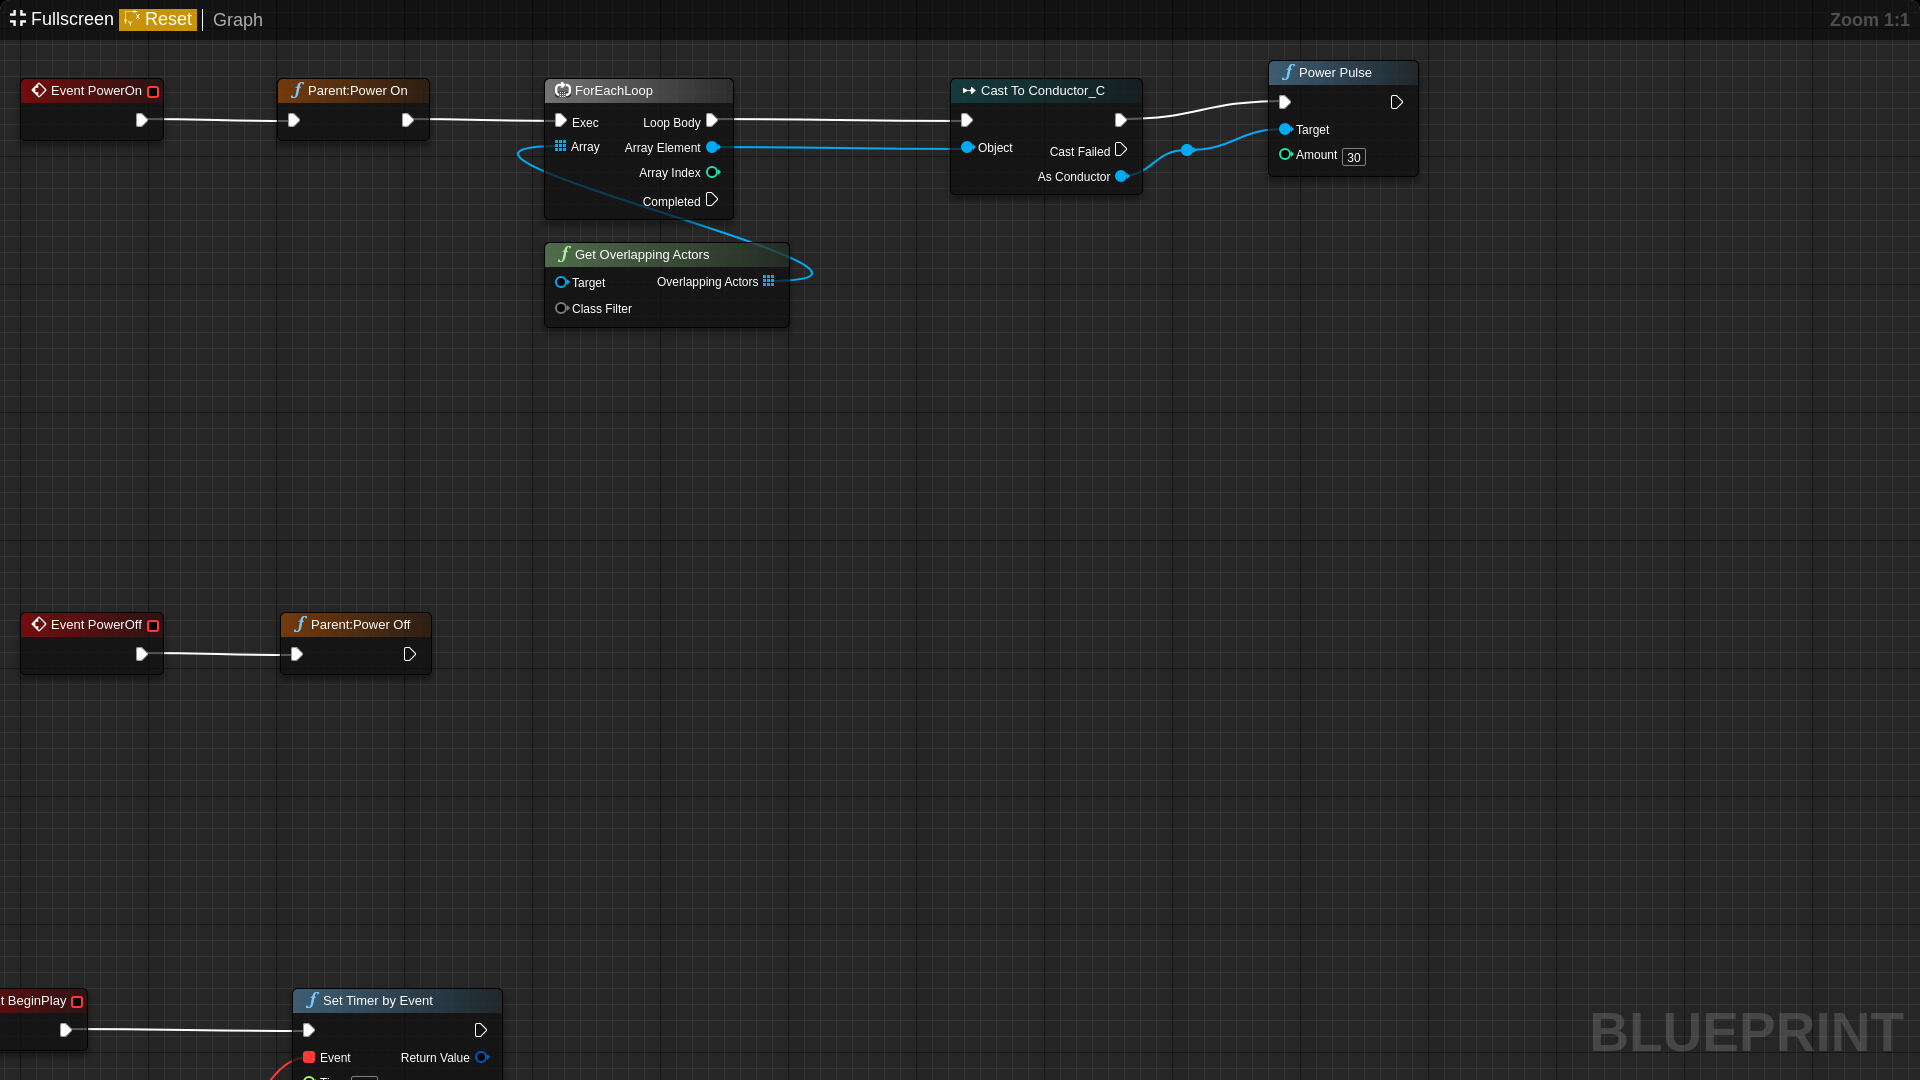 Fullscreen Reset Graph Zoom 1:1
Event PowerOn
Parent:Power On
ForEachLoop
Exec Loop Body
Array Array Element
Array Index
Completed
Cast To Conductor_C
Object Cast Failed
As Conductor
Power Pulse
Target
Amount 30
Get Overlapping Actors
Target Overlapping Actors
Class Filter
Event PowerOff
Parent:Power Off
t BeginPlay
Set Timer by Event
Event Return Value
BLUEPRINT